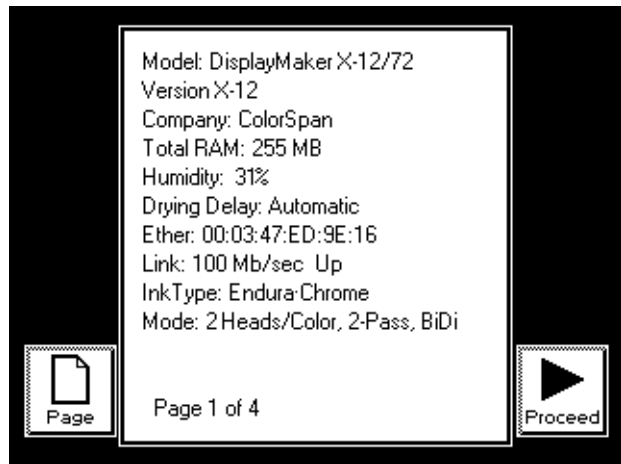 Model: DisplayMaker X-12/72
Version X-12
Company: ColorSpan
Total RAM: 255 MB
Humidity: 31%
Drying Delay: Automatic
Ether: 00:03:47:ED:9E:16
Link: 100 Mb/sec Up
InkType: Endura·Chrome
Mode: 2 Heads/Color, 2-Pass, BiDi
Page 1 of 4
Page
Proceed